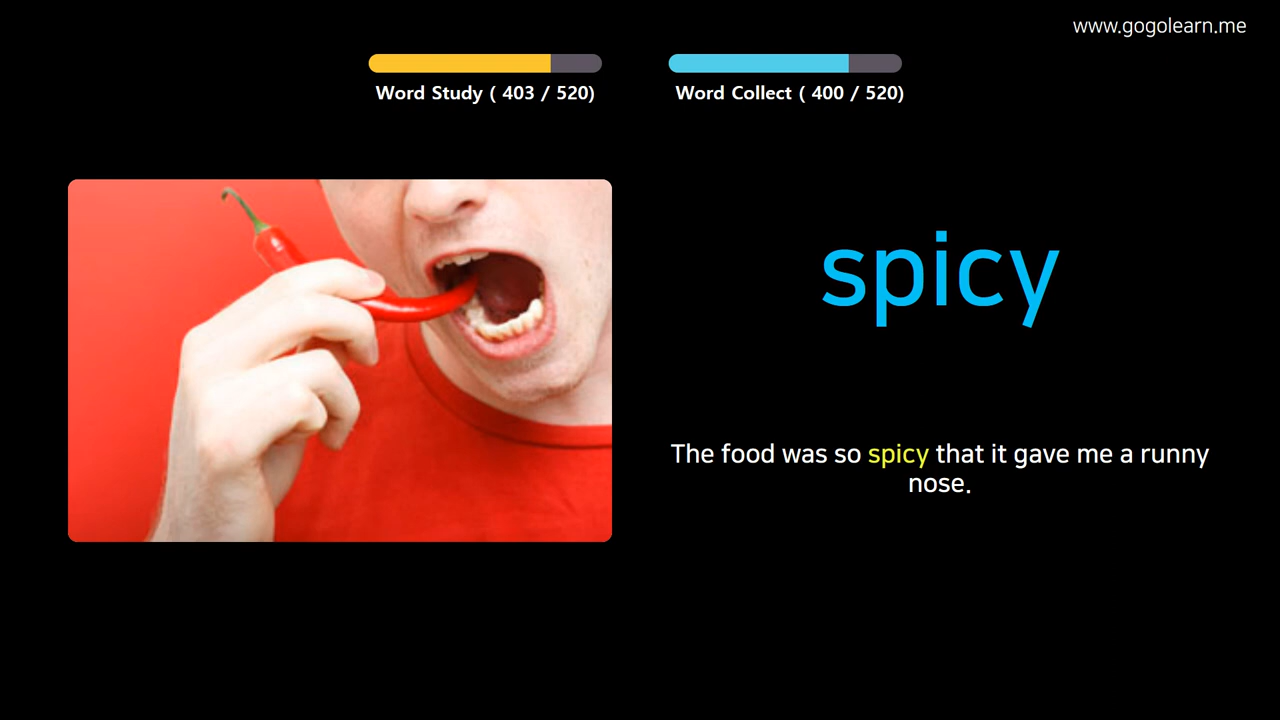 www.gogolearn.me
Word Study ( 403 / 520)
Word Collect ( 400 / 520)
spicy
The food was so spicy that it gave me a runny
nose.